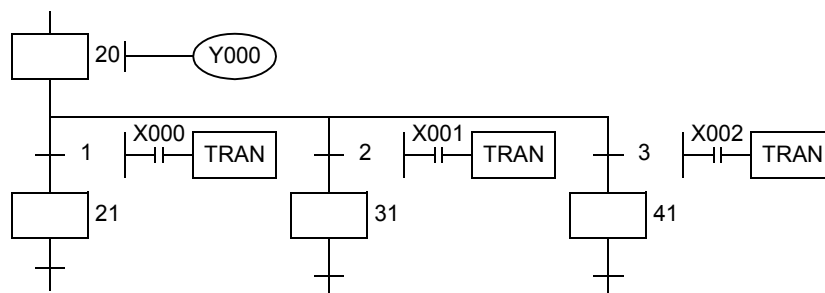 20 Y000
X000 X001 X002
1 TRAN 2 TRAN 3 TRAN
21 31 41